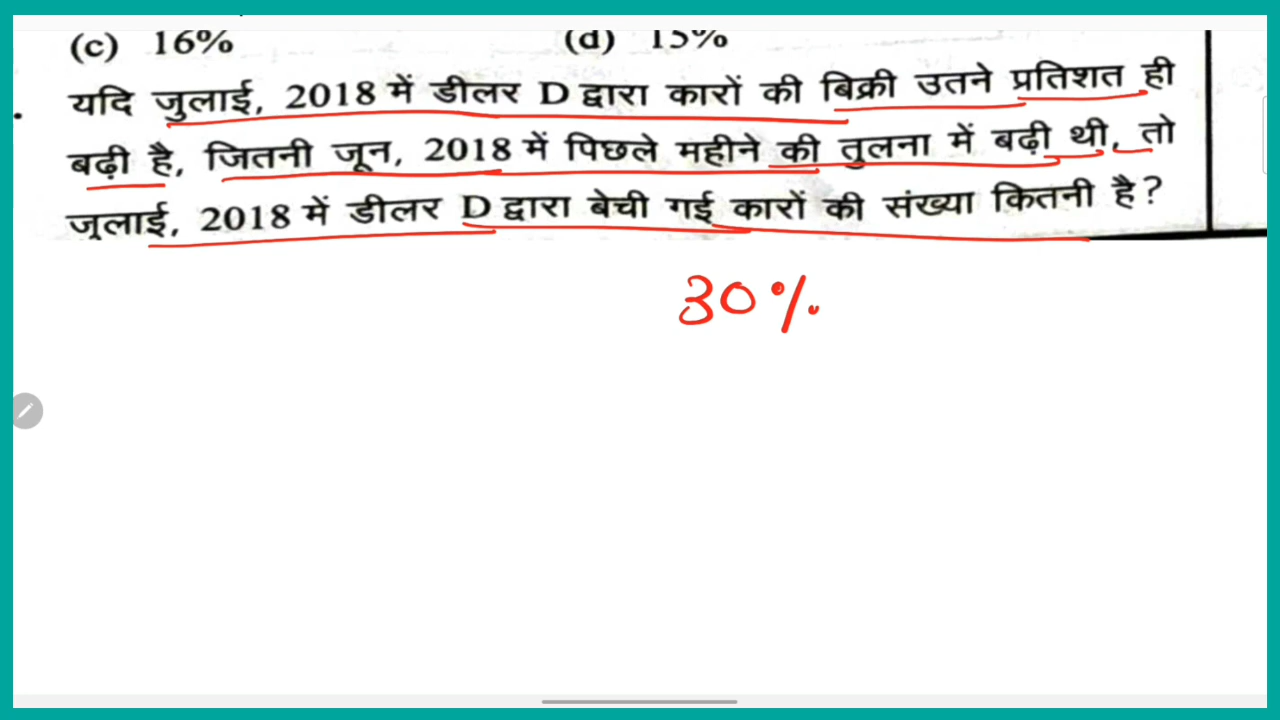 (c) 16% (d) 15%
यदि जुलाई, 2018 में डीलर D द्वारा कारों की बिक्री उतने प्रतिशत ही
बढ़ी है, जितनी जून, 2018 में पिछले महीने की तुलना में बढ़ी थी, तो
जुलाई, 2018 में डीलर D द्वारा बेची गई कारों की संख्या कितनी है?
30%